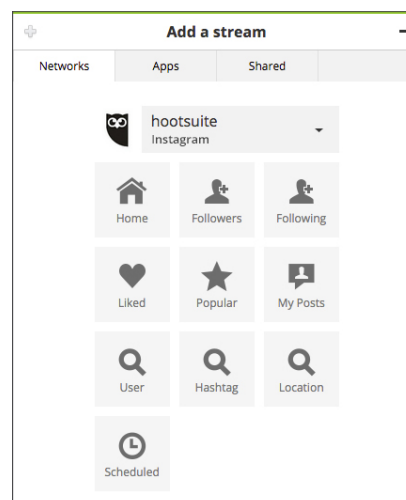 Add a stream
Networks Apps Shared
hootsuite
Instagram
Home Followers Following
Liked Popular My Posts
User Hashtag Location
Scheduled